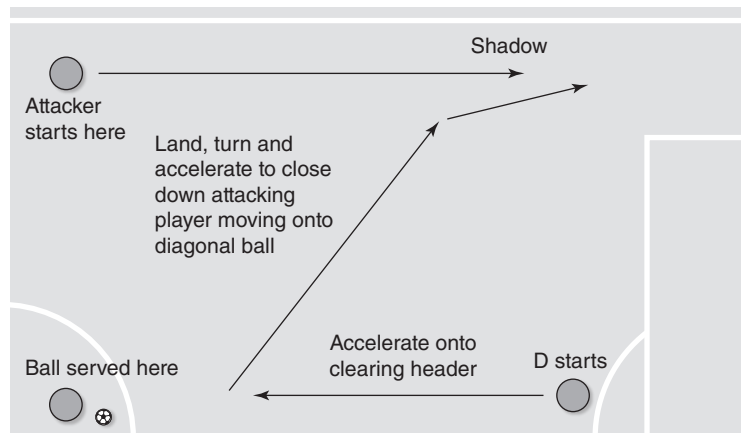 Shadow
Attacker
starts here
Land, turn and
accelerate to close
down attacking
player moving onto
diagonal ball
Ball served here
Accelerate onto
clearing header
D starts